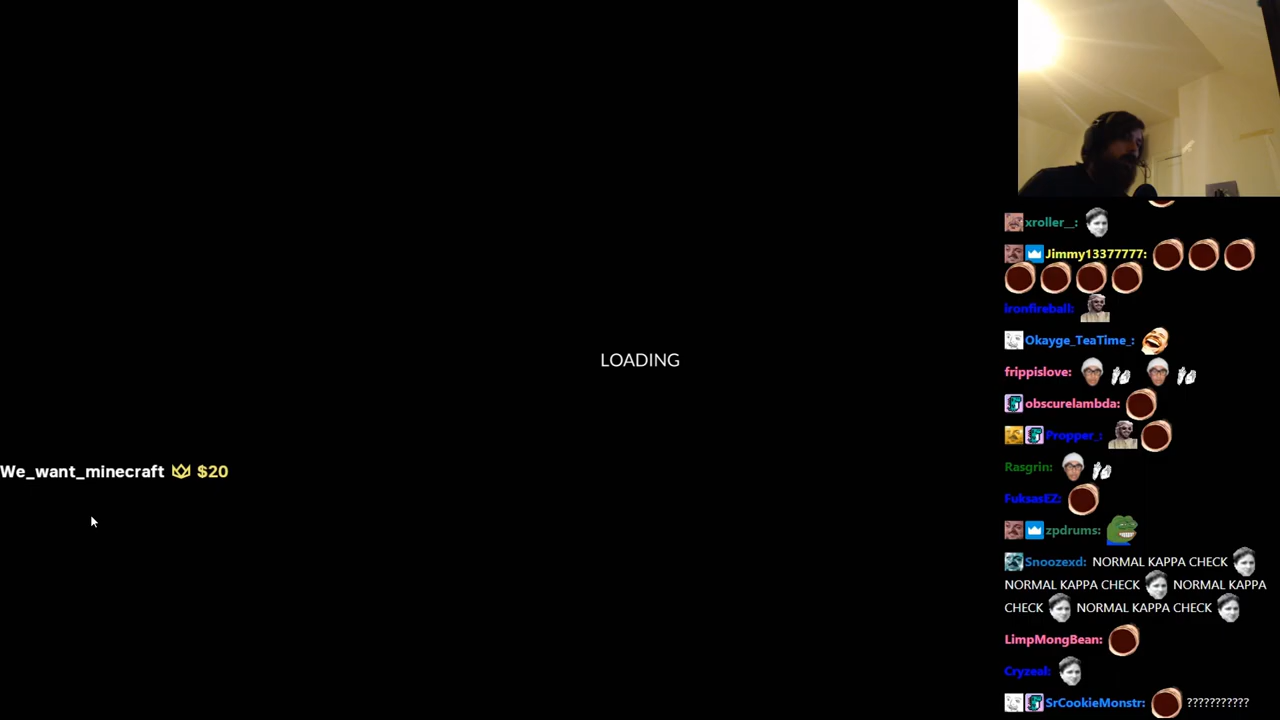 LOADING
We_want_minecraft $20
xroller__:
Jimmy13377777:
ironfireball:
Okayge_TeaTime_:
frippislove:
obscurelambda:
Propper_:
Rasgrin:
FuksasEZ:
zpdrums:
Snoozexd: NORMAL KAPPA CHECK
NORMAL KAPPA CHECK NORMAL KAPPA
CHECK NORMAL KAPPA CHECK
LimpMongBean:
Cryzeal:
SrCookieMonstr: ???????????